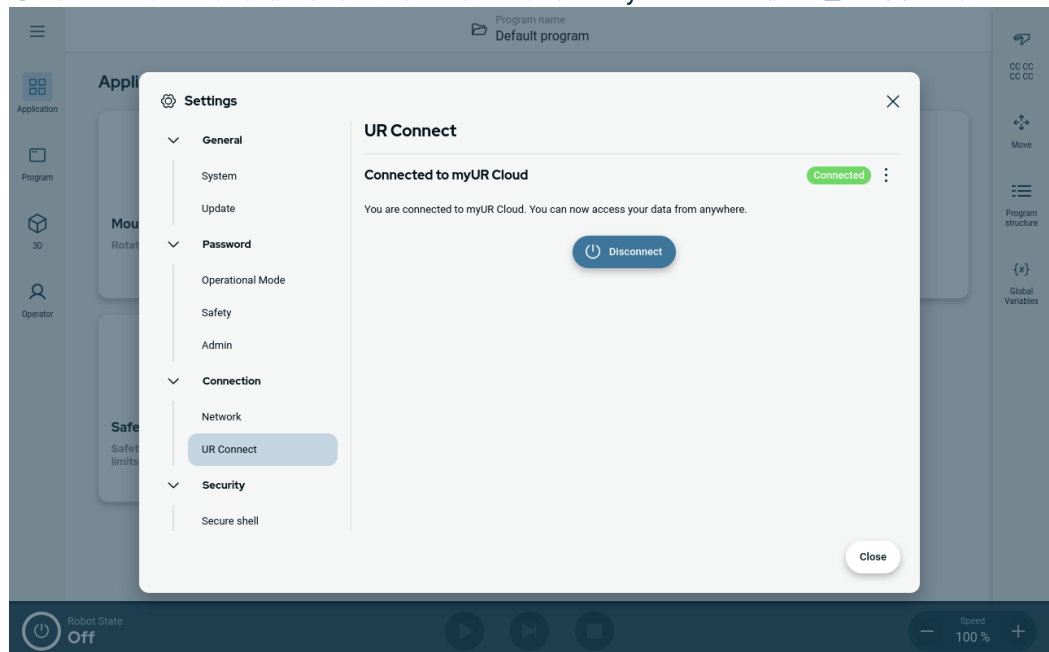 Program name
Default program
Application
Program
3D
Operator
Appli
Mou
Rotat
Safe
Safet
limits
Settings
General
System
Update
Password
Operational Mode
Safety
Admin
Connection
Network
UR Connect
Security
Secure shell
UR Connect
Connected to myUR Cloud
Connected
You are connected to myUR Cloud. You can now access your data from anywhere.
Disconnect
Close
CC CC
CC CC
Move
Program
structure
{x}
Global
Variables
Robot State
Off
Speed
100 %